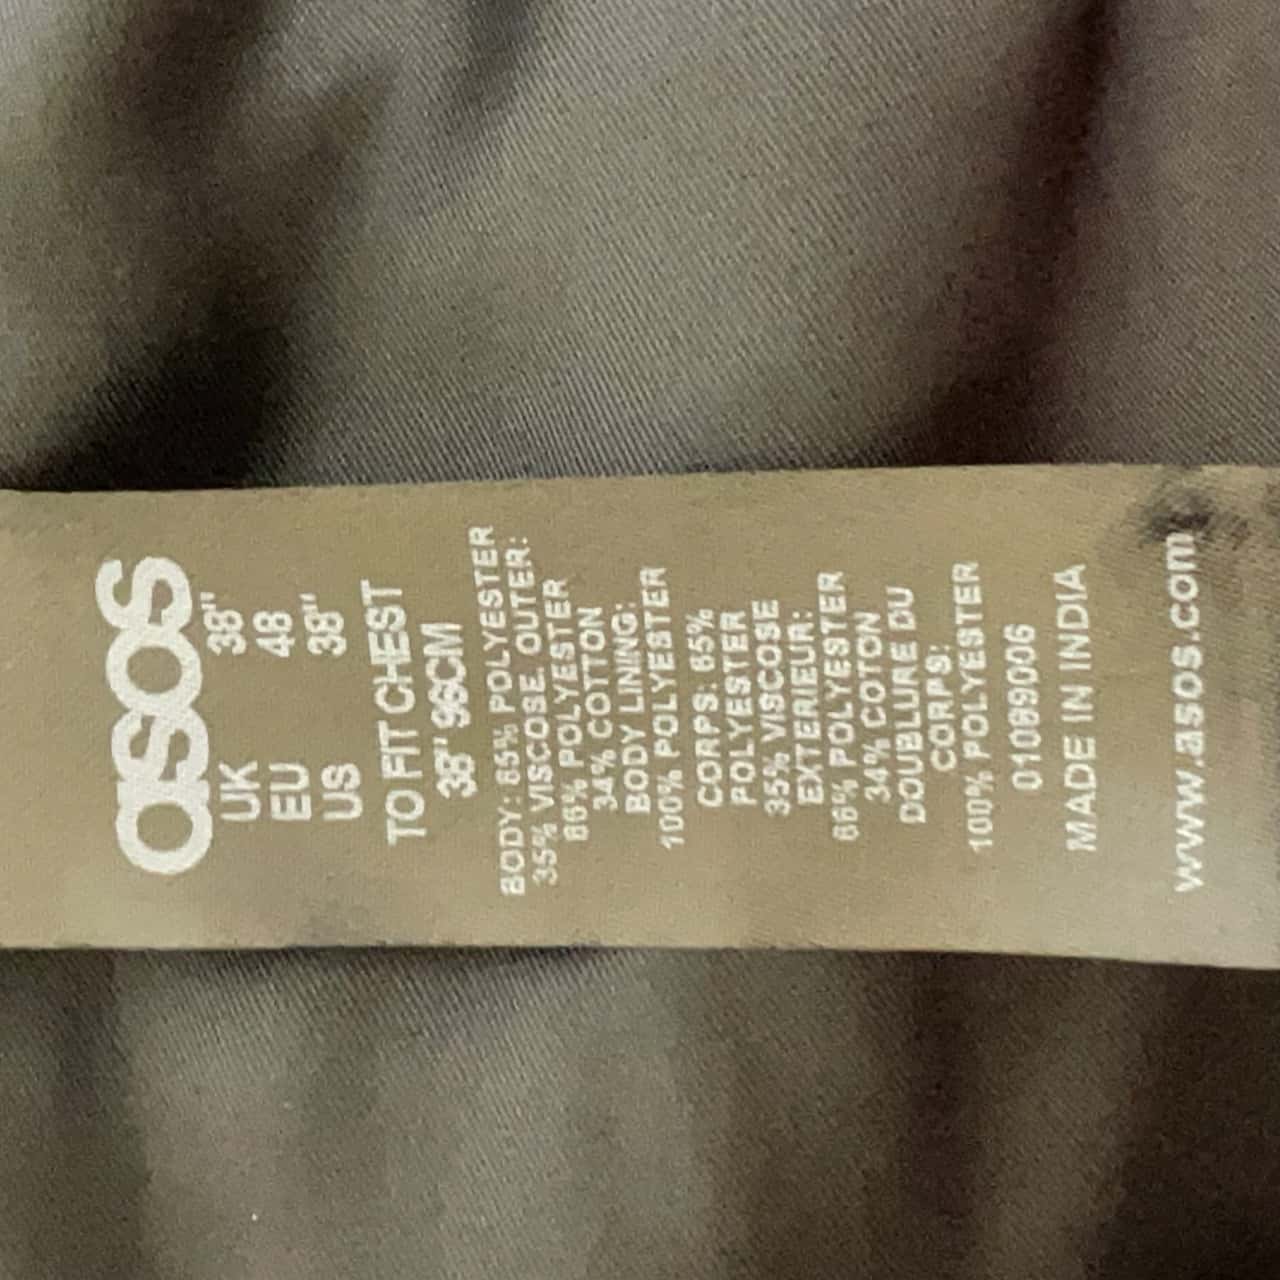 asos
UK 38"
EU 48
US 38"
TO FIT CHEST
38" 96CM
BODY: 65% POLYESTER
35% VISCOSE. OUTER:
66% POLYESTER
34% COTTON
BODY LINING:
100% POLYESTER
CORPS: 65%
POLYESTER
35% VISCOSE
EXTERIEUR:
66% POLYESTER
34% COTON
DOUBLURE DU
CORPS:
100% POLYESTER
01089006
MADE IN INDIA
www.asos.com